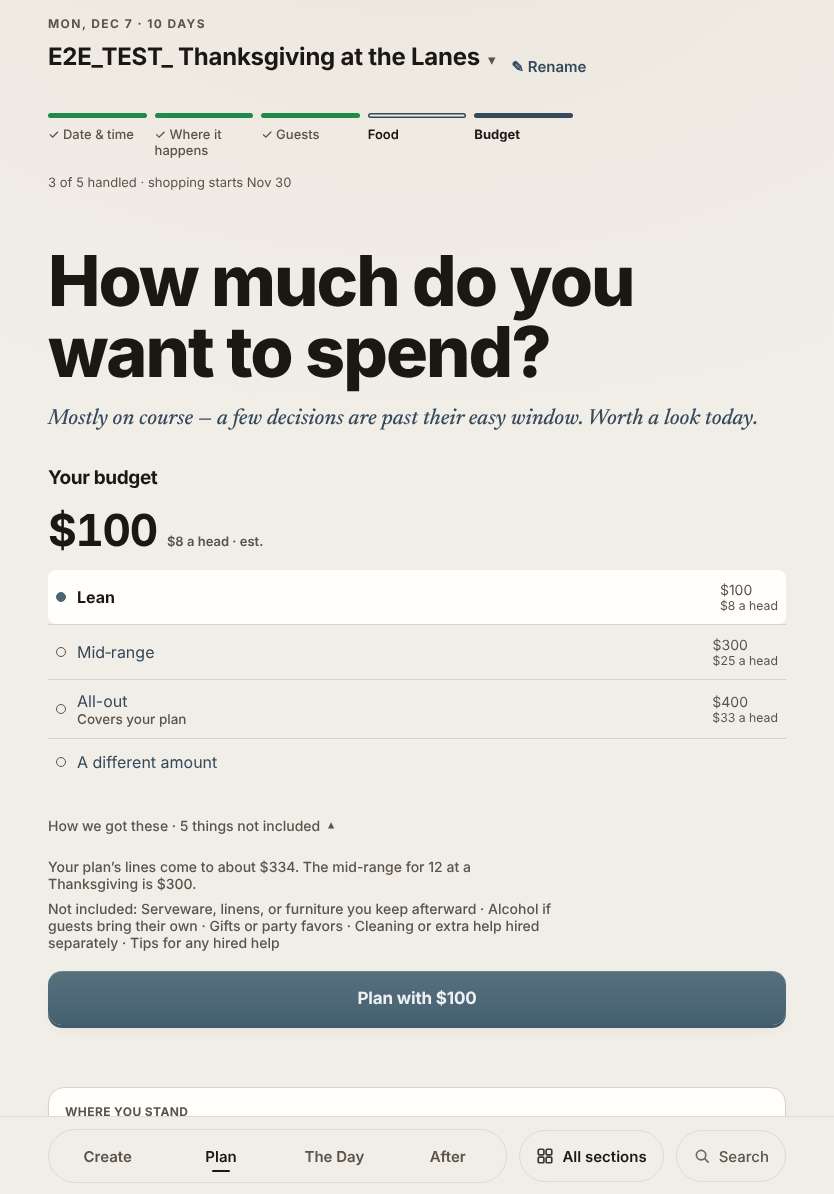 MON, DEC 7 · 10 DAYS
E2E_TEST_ Thanksgiving at the Lanes ▾ ✎ Rename
✓ Date & time
✓ Where it happens
✓ Guests
Food
Budget
3 of 5 handled · shopping starts Nov 30
How much do you
want to spend?
Mostly on course — a few decisions are past their easy window. Worth a look today.
Your budget
$100 $8 a head · est.
Lean
$100
$8 a head
Mid-range
$300
$25 a head
All-out
Covers your plan
$400
$33 a head
A different amount
How we got these · 5 things not included ▴
Your plan’s lines come to about $334. The mid-range for 12 at a
Thanksgiving is $300.
Not included: Serveware, linens, or furniture you keep afterward · Alcohol if
guests bring their own · Gifts or party favors · Cleaning or extra help hired
separately · Tips for any hired help
Plan with $100
WHERE YOU STAND
Create
Plan
The Day
After
All sections
Search